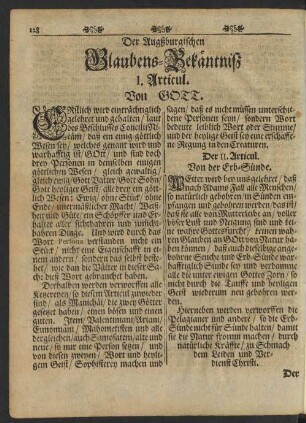 128
Der Augßburgischen
Glaubens-Bekäntniß
I. Articul.
Von GOTT.
ERstlich wird einträchtiglich
gelehret und gehalten / laut
des Beschlusses Concilii Ni-
cæni / daß ein einig göttlich
Wesen sey / welches genant wird und
warhafftig ist / GOtt / und sind doch
drey Personen in demselben einigen
göttlichen Wesen / gleich gewaltig /
gleich ewig / Gott Vater / Gott Sohn /
Gott heyliger Geist / alle drey ein gött-
lich Wesen / Ewig / ohne Stück / ohne
Ende / unermäßlicher Macht / Weiß-
heit und Güte / ein Schöpffer und Er-
halter aller sichtbahren und unsicht-
bahren Dinge. Und wird durch das
Wort Persona verstanden nicht ein
Stück / nicht eine Eigenschafft in ei-
nem andern / sondern das selbst beste-
het / wie dan die Väter in dieser Sa-
che diß Wort gebrauchet haben.
Derhalben werden verworffen alle
Ketzereyen / so diesem Articul zuwieder
seynd / als Manichäi / die zwey Götter
gesetzet haben / einen bösen und einen
guten. Item / Valentiniani / Ariani /
Eunomiani / Mahometisten und alle
dergleichen / auch Samosateni / alte und
neue / so nur eine Person setzen / und
von diesen zweyen / Wort und heyli-
gem Geist / Sophisterey machen und
sagen / daß es nicht müssen unterschie-
dene Personen seyn / sondern Wort
bedeute leiblich Wort oder Stimme /
und der heylige Geist sey eine erschaffe-
ne Regung in den Creaturen.
Der II. Articul.
Von der Erb-Sünde.
WEiter wird bey uns gelehret / daß
nach Adams Fall alle Menschen /
so natürlich gebohren / in Sünden em-
pfangen und gebohren werden / das ist /
daß sie alle von Mutterleibe an / voller
böser Lust und Neigung sind / und kei-
ne wahre Gottesfurcht / keinen wah-
ren Glauben an Gott von Natur ha-
ben können / daß auch dieselbige ange-
bohrne Seuche und Erb-Sünde war-
hafftiglich Sünde sey / und verdamme
alle die unter ewigen Gottes Zorn / so
nicht durch die Tauffe und heyligen
Geist wiederum neu gebohren wer-
den.
Hierneben werden verworffen die
Pelagianer und andere / so die Erb-
Sünde nicht für Sünde halten / damit
sie die Natur fromm machen / durch
natürliche Kräffte / zu Schmach
dem Leiden und Ver-
dienst Christi.
Der